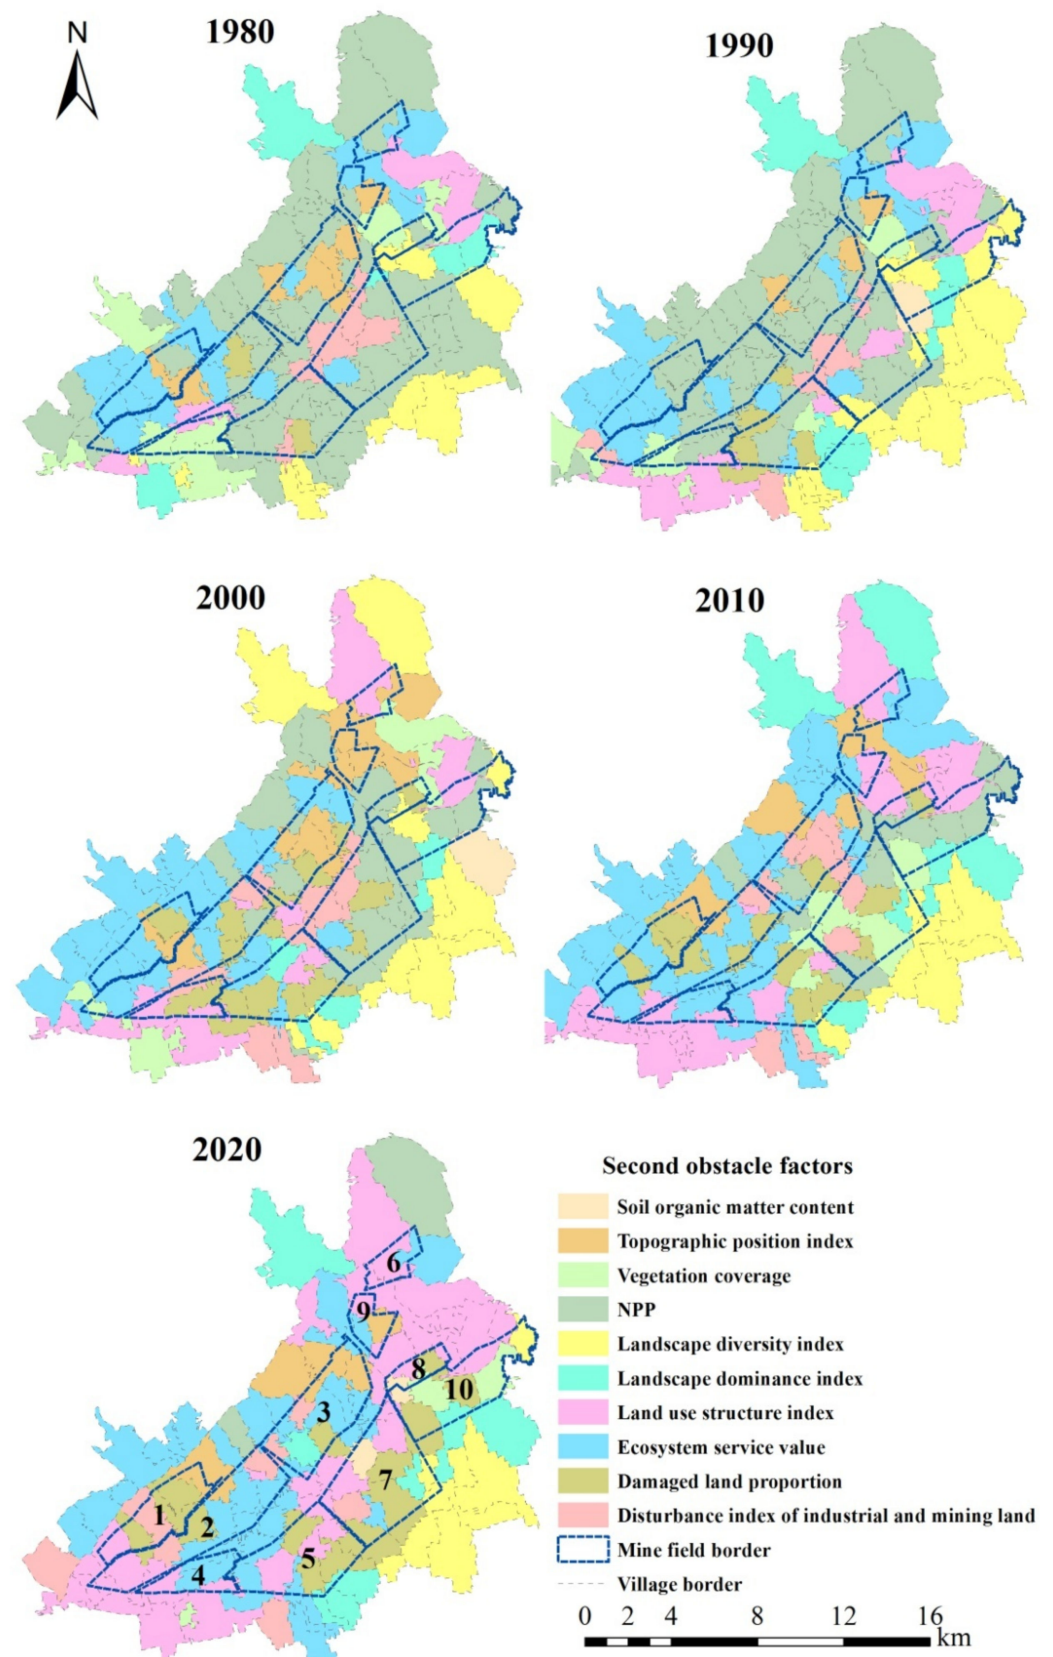 N
1980
1990
2000
2010
2020
Second obstacle factors
Soil organic matter content
Topographic position index
Vegetation coverage
NPP
Landscape diversity index
Landscape dominance index
Land use structure index
Ecosystem service value
Damaged land proportion
Disturbance index of industrial and mining land
Mine field border
Village border
0 2 4 8 12 16
km
6
9
8
10
3
7
1
2
5
4